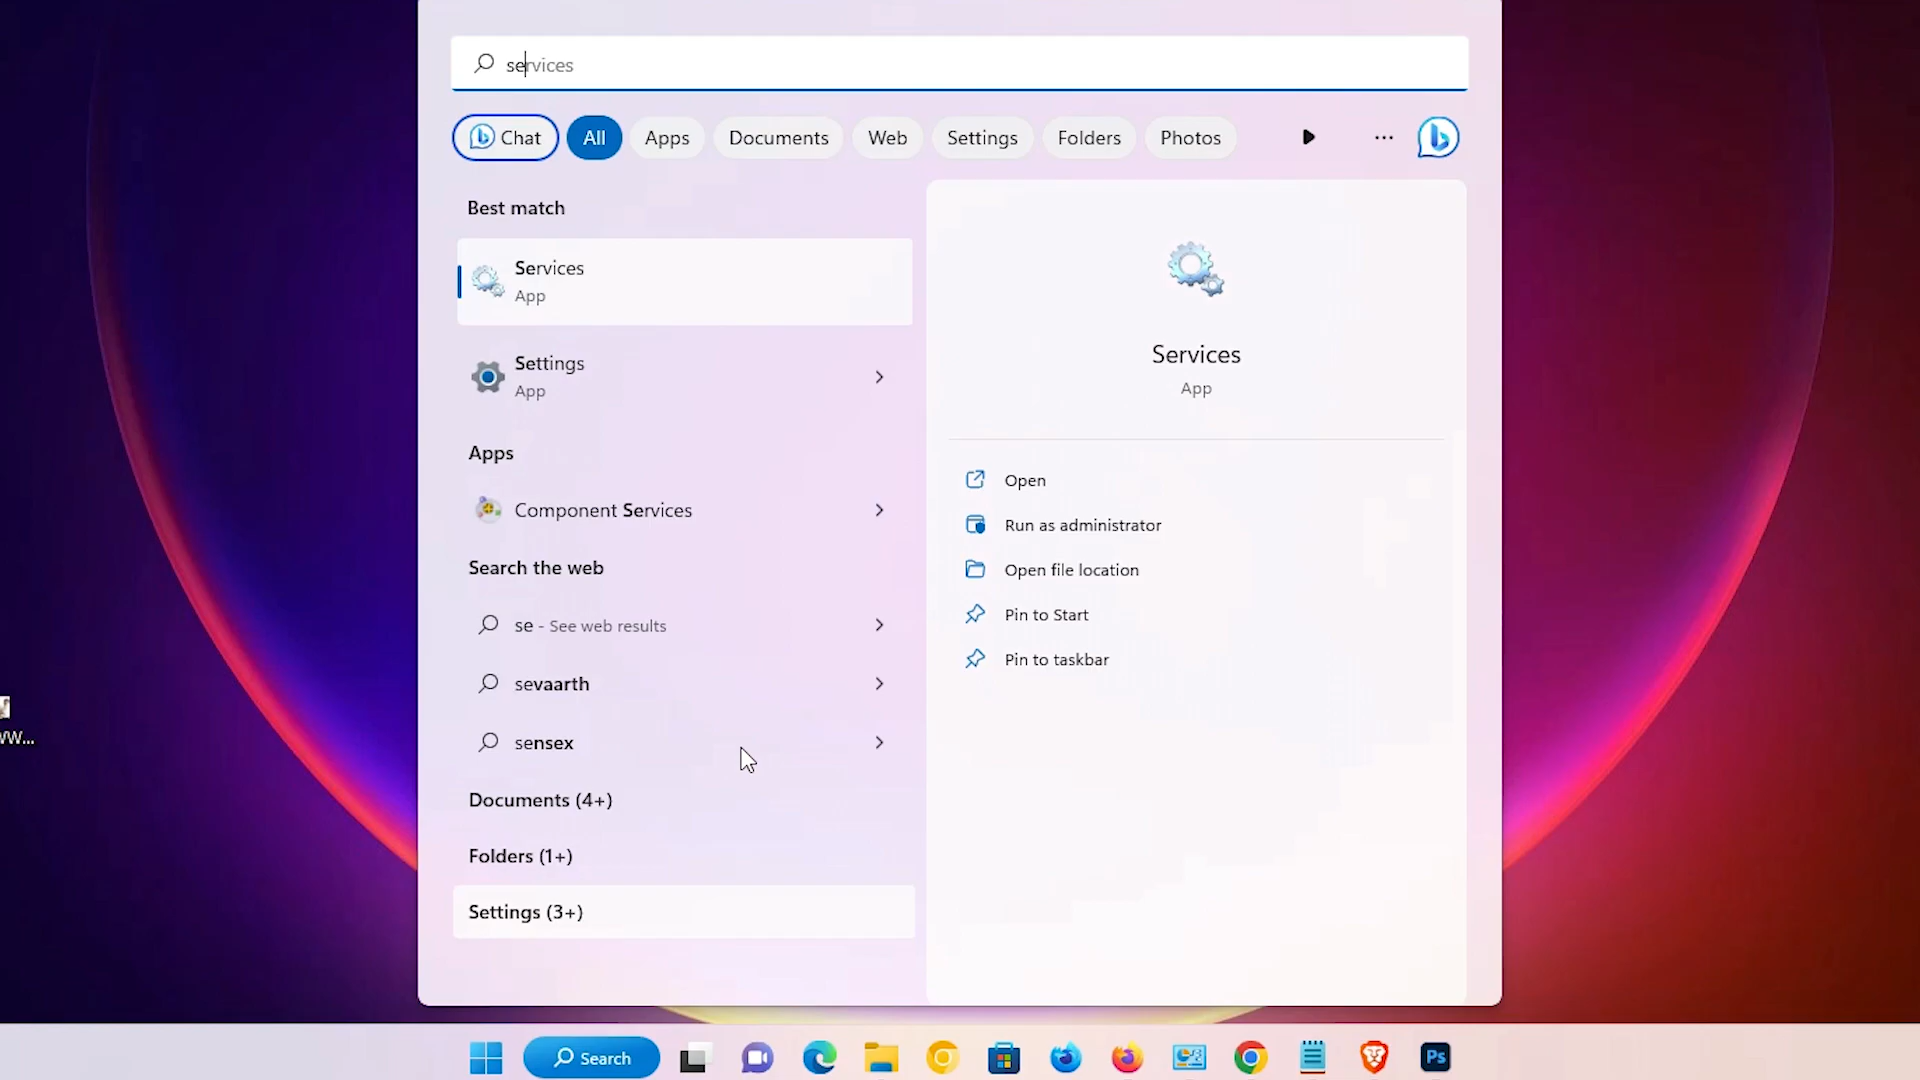 services
Chat
All
Apps
Documents
Web
Settings
Folders
Photos
Best match
Services
App
Settings
App
Apps
Component Services
Search the web
se - See web results
sevaarth
sensex
Documents (4+)
Folders (1+)
Settings (3+)
Services
App
Open
Run as administrator
Open file location
Pin to Start
Pin to taskbar
Search
Ps